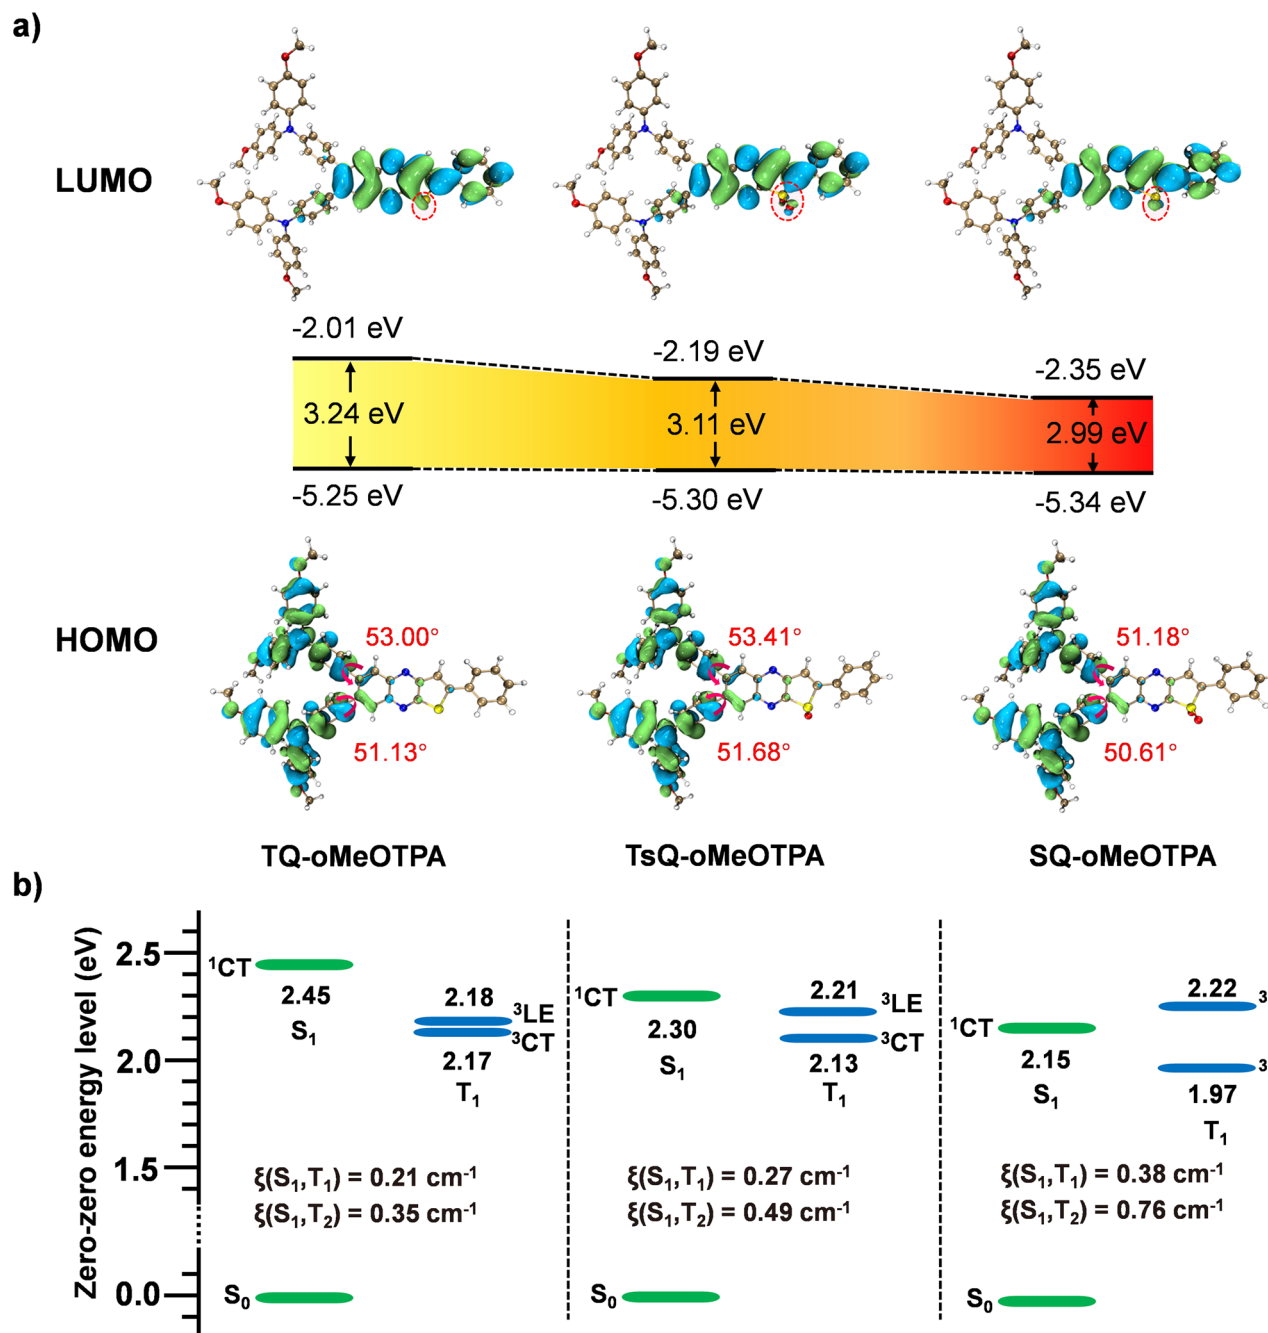 a)
LUMO
-2.01 eV
-2.19 eV
-2.35 eV
3.24 eV
3.11 eV
2.99 eV
-5.25 eV
-5.30 eV
-5.34 eV
HOMO
53.00°
53.41°
51.18°
51.13°
51.68°
50.61°
TQ-oMeOTPA
TsQ-oMeOTPA
SQ-oMeOTPA
b)
Zero-zero energy level (eV)
2.5
2.0
1.5
0.0
¹CT
2.45
S₁
2.18
³LE
³CT
2.17
T₁
ξ(S₁,T₁) = 0.21 cm⁻¹
ξ(S₁,T₂) = 0.35 cm⁻¹
S₀
¹CT
2.30
S₁
2.21
³LE
³CT
2.13
T₁
ξ(S₁,T₁) = 0.27 cm⁻¹
ξ(S₁,T₂) = 0.49 cm⁻¹
S₀
¹CT
2.15
S₁
2.22
³
³
1.97
T₁
ξ(S₁,T₁) = 0.38 cm⁻¹
ξ(S₁,T₂) = 0.76 cm⁻¹
S₀